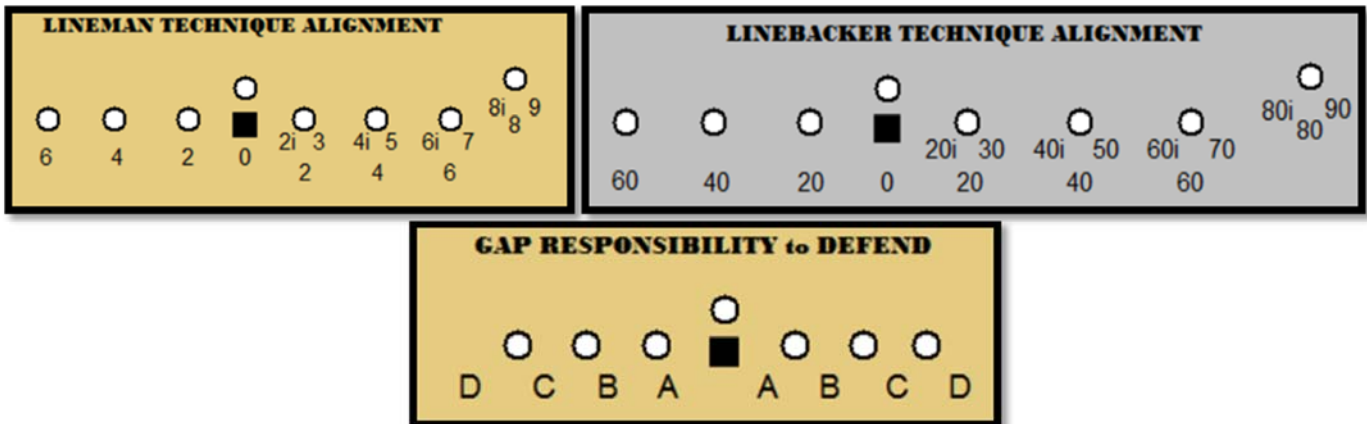 LINEMAN TECHNIQUE ALIGNMENT
8i 9
8
2i 3 4i 5 6i 7
6 4 2 0 2 4 6
LINEBACKER TECHNIQUE ALIGNMENT
80i 90
80
20i 30 40i 50 60i 70
60 40 20 0 20 40 60
GAP RESPONSIBILITY to DEFEND
D C B A A B C D